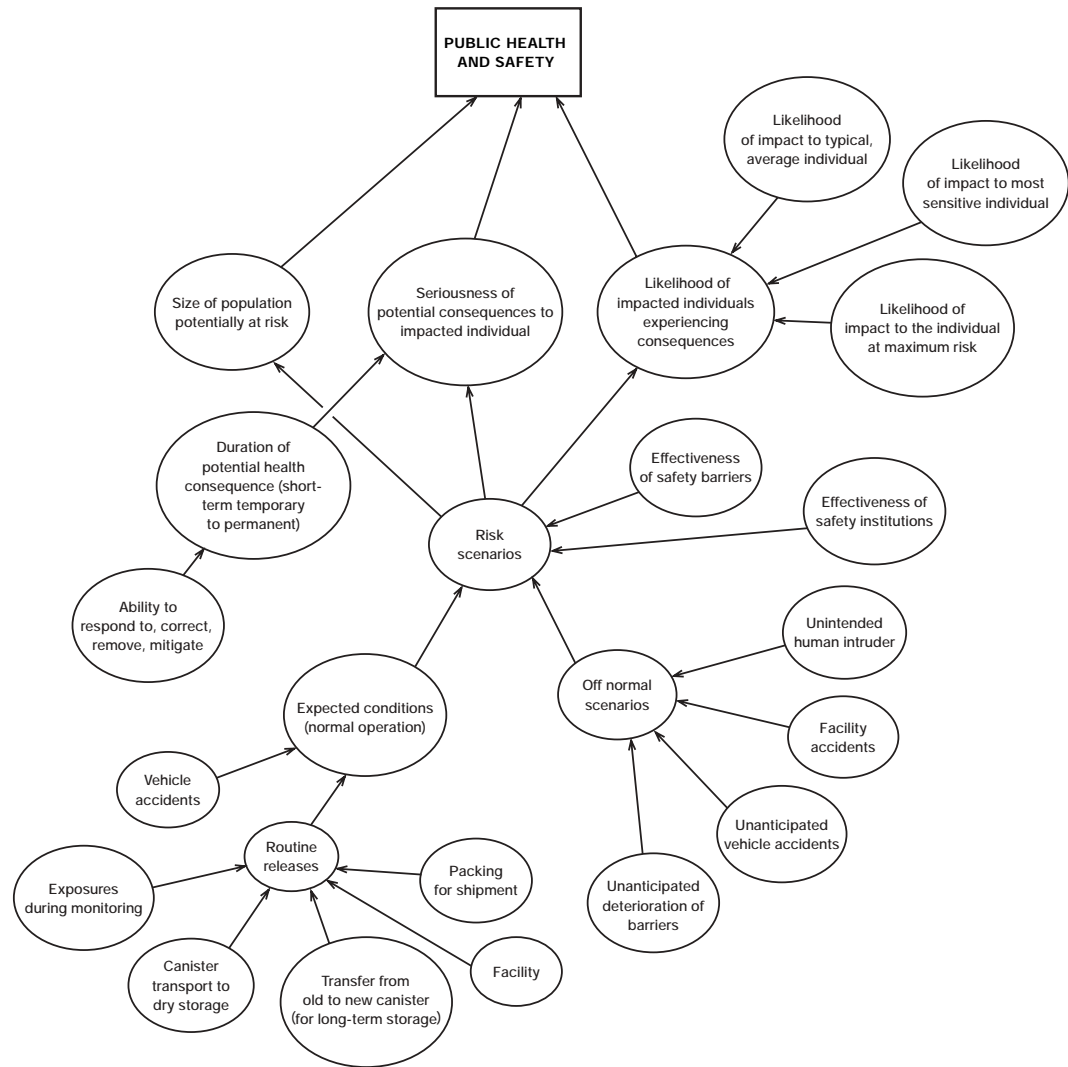 PUBLIC HEALTH
AND SAFETY
Likelihood
of impact to typical,
average individual
Likelihood
of impact to most
sensitive individual
Size of population
potentially at risk
Seriousness of
potential consequences to
impacted individual
Likelihood of
impacted individuals
experiencing
consequences
Likelihood of
impact to the individual
at maximum risk
Duration of
potential health
consequence (short-
term temporary
to permanent)
Effectiveness
of safety barriers
Effectiveness of
safety institutions
Risk
scenarios
Ability to
respond to, correct,
remove, mitigate
Unintended
human intruder
Expected conditions
(normal operation)
Off normal
scenarios
Facility
accidents
Vehicle
accidents
Unanticipated
vehicle accidents
Routine
releases
Packing
for shipment
Exposures
during monitoring
Unanticipated
deterioration of
barriers
Canister
transport to
dry storage
Transfer from
old to new canister
(for long-term storage)
Facility